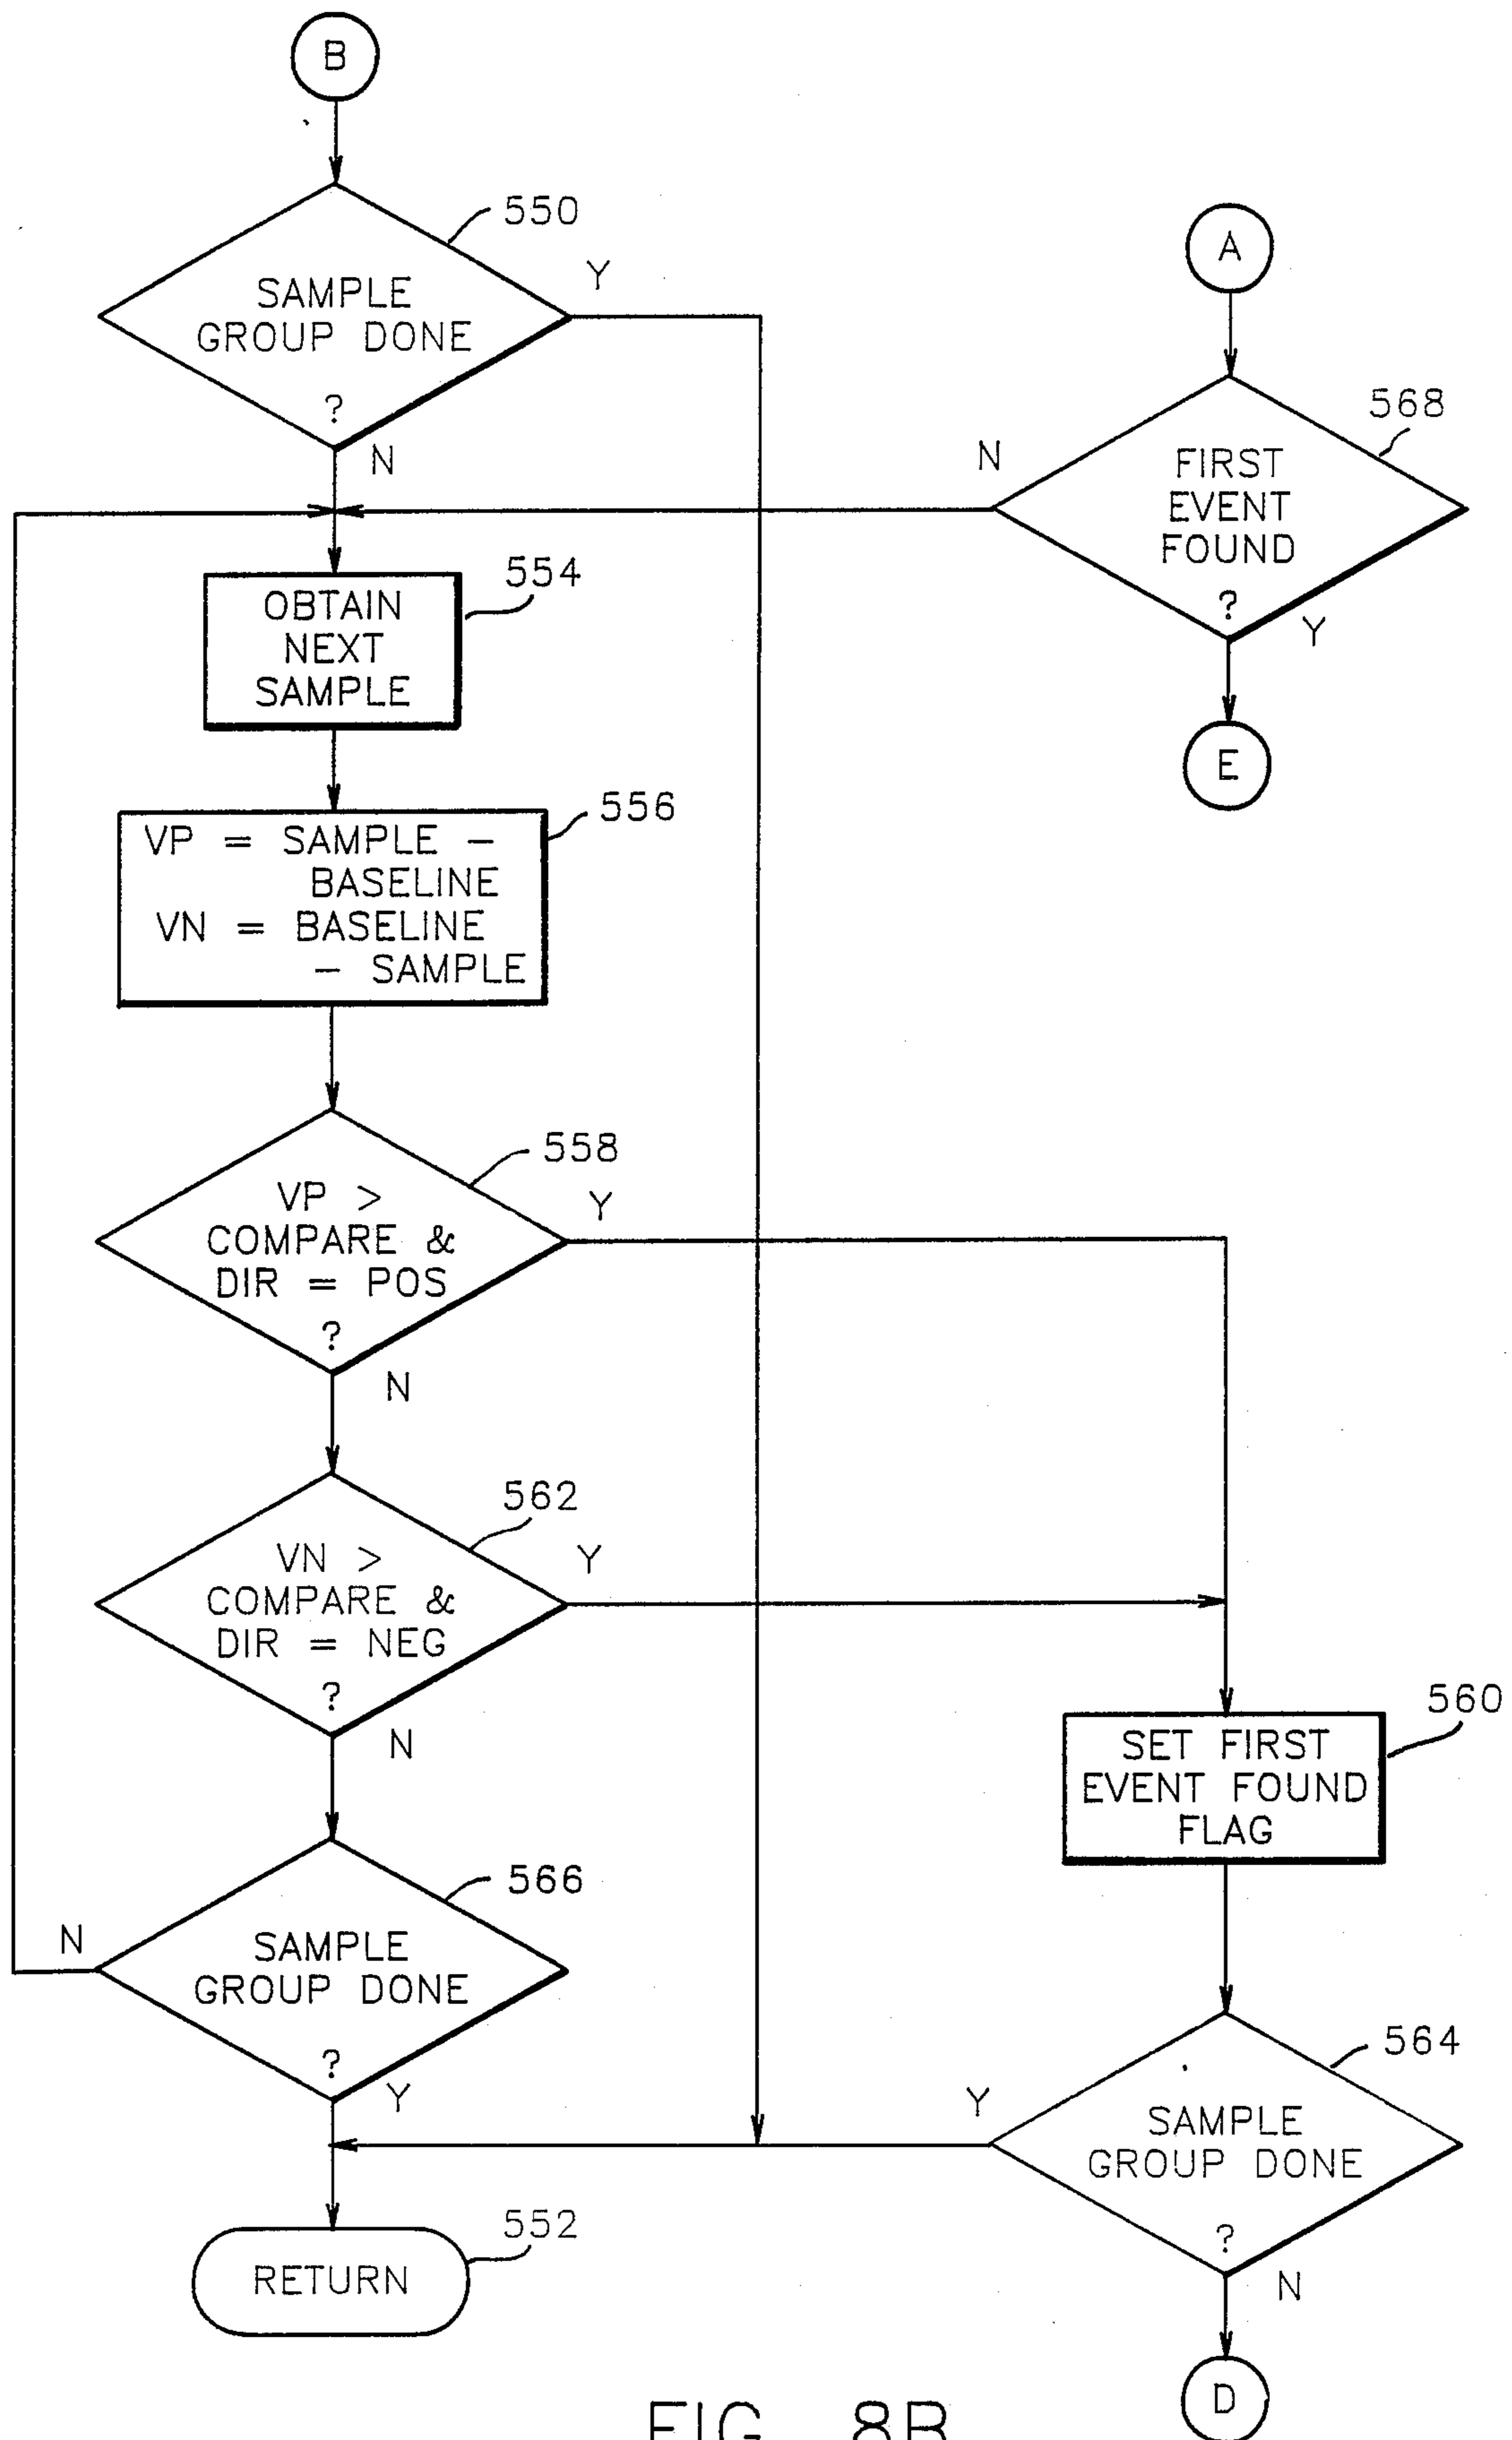 B
550
SAMPLE
GROUP DONE
?
Y
N
A
568
FIRST
EVENT
FOUND
?
N
Y
E
554
OBTAIN
NEXT
SAMPLE
556
VP = SAMPLE –
BASELINE
VN = BASELINE
– SAMPLE
558
VP >
COMPARE &
DIR = POS
?
Y
N
562
VN >
COMPARE &
DIR = NEG
?
Y
N
560
SET FIRST
EVENT FOUND
FLAG
566
SAMPLE
GROUP DONE
?
N
Y
564
SAMPLE
GROUP DONE
?
Y
N
552
RETURN
D
FIG. 8B